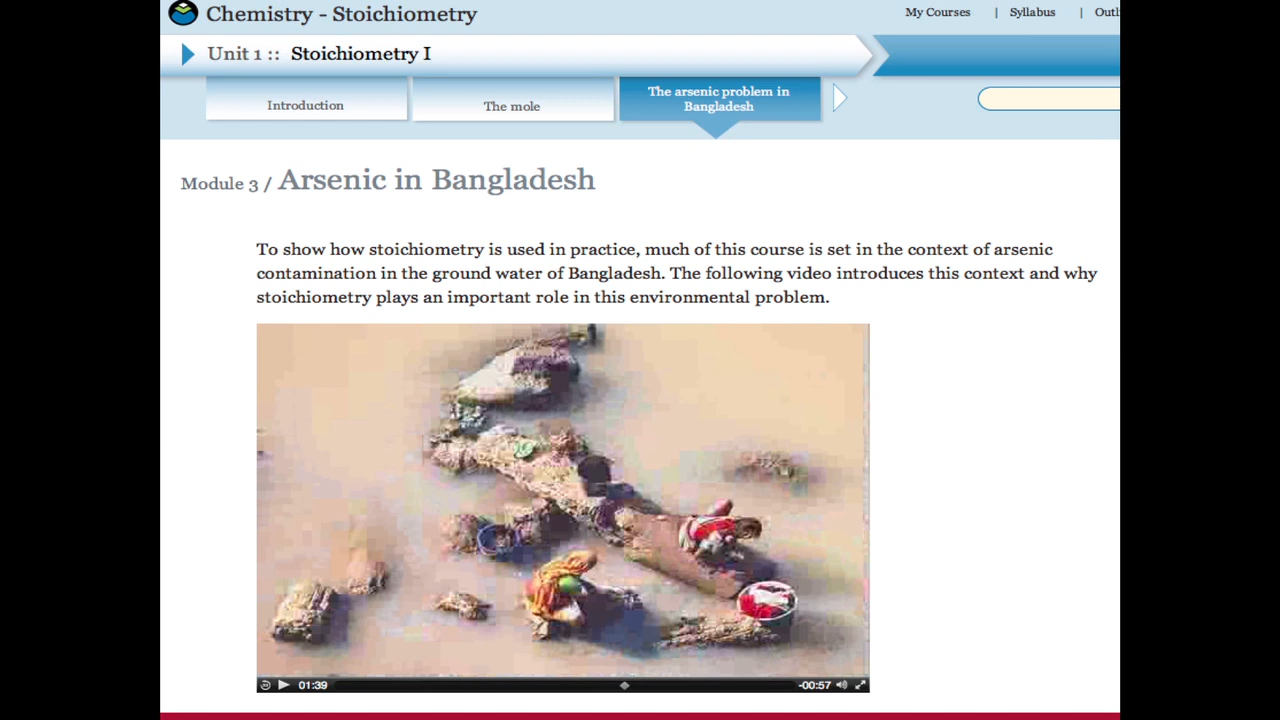 Chemistry - Stoichiometry
My Courses | Syllabus |
Unit 1 :: Stoichiometry I
Introduction
The mole
The arsenic problem in
Bangladesh
Module 3 / Arsenic in Bangladesh
To show how stoichiometry is used in practice, much of this course is set in the context of arsenic
contamination in the ground water of Bangladesh. The following video introduces this context and why
stoichiometry plays an important role in this environmental problem.
01:39
-00:57